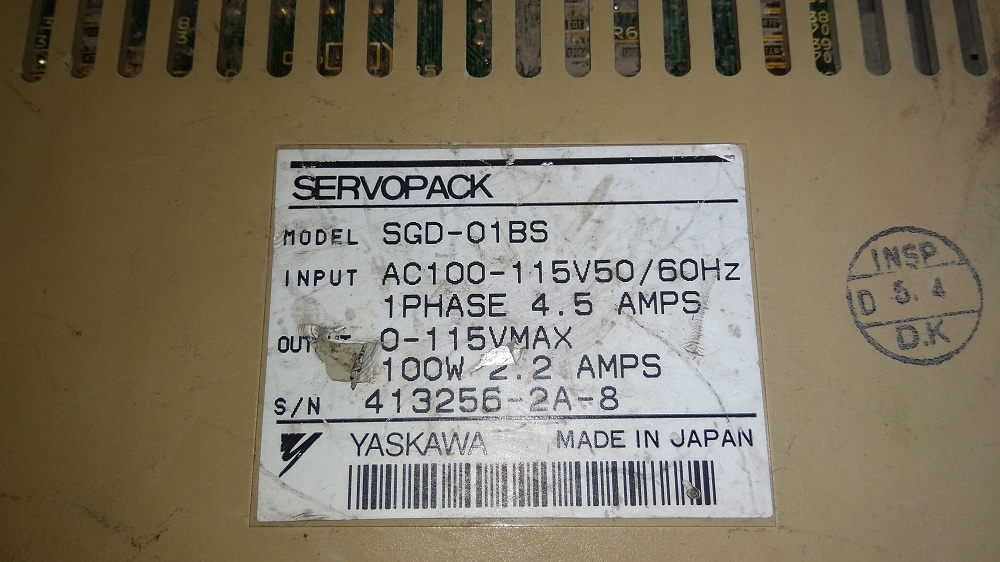 R6
SERVOPACK
MODEL SGD-01BS
INPUT AC100-115V50/60Hz
1PHASE 4.5 AMPS
0-115VMAX
100W 2.2 AMPS
S/N 413256-2A-8
YASKAWA MADE IN JAPAN
INSP
D 5.4
D.K